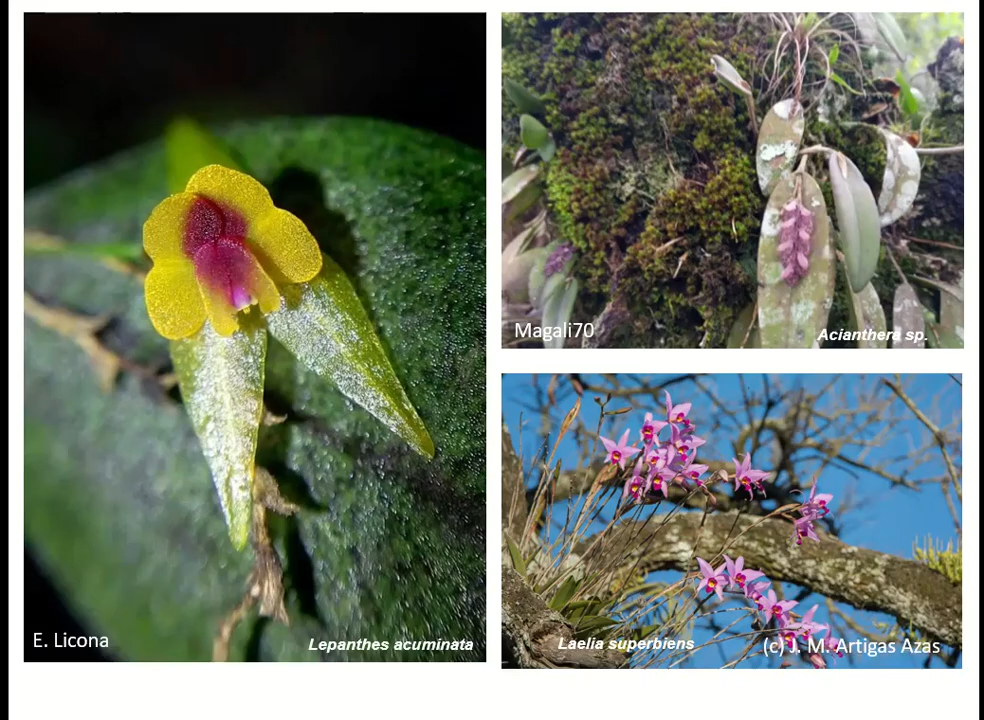 E. Licona
Lepanthes acuminata
Magali70
Acianthera sp.
Laelia superbiens
(c) J. M. Artigas Azas